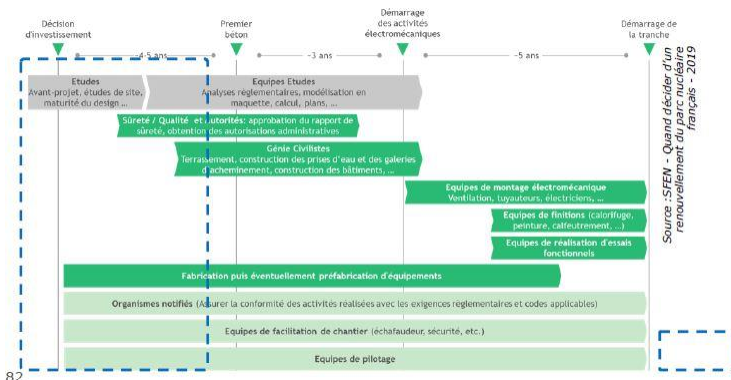 Décision
d'investissement
Premier
béton
Démarrage
des activités
électromécaniques
Démarrage de
la tranche
4-5 ans
~3 ans
~5 ans
Etudes
Avant-projet, études de site,
maturité du design ...
Equipes Etudes
Analyses règlementaires, modélisation en
maquette, calcul, plans, ...
Sûreté / Qualité et autorités: approbation du rapport de
sûreté, obtention des autorisations administratives
Génie Civilistes
Terrassement, construction des prises d'eau et des galeries
d'acheminement, construction des bâtiments, ...
Equipes de montage électromécanique
Ventilation, tuyauteurs, électriciens, ...
Equipes de finitions (calorifuge,
peinture, calfeutrement, ...)
Equipes de réalisation d'essais
fonctionnels
Fabrication puis éventuellement préfabrication d'équipements
Organismes notifiés (Assurer la conformité des activités réalisées avec les exigences règlementaires et codes applicables)
Equipes de facilitation de chantier (échafaudeur, sécurité, etc.)
Equipes de pilotage
Source :SFEN - Quand décider d'un
renouvellement du parc nucléaire
français - 2019
82